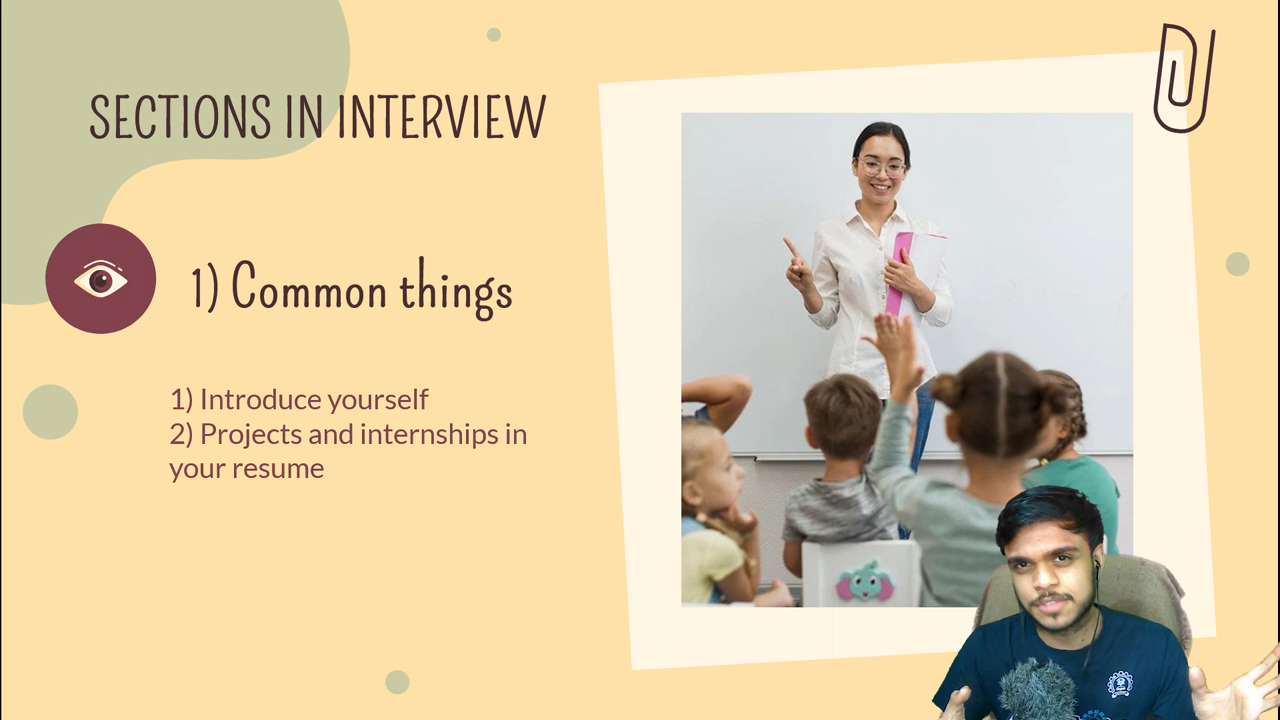 SECTIONS IN INTERVIEW
1) Common things
1) Introduce yourself
2) Projects and internships in
your resume